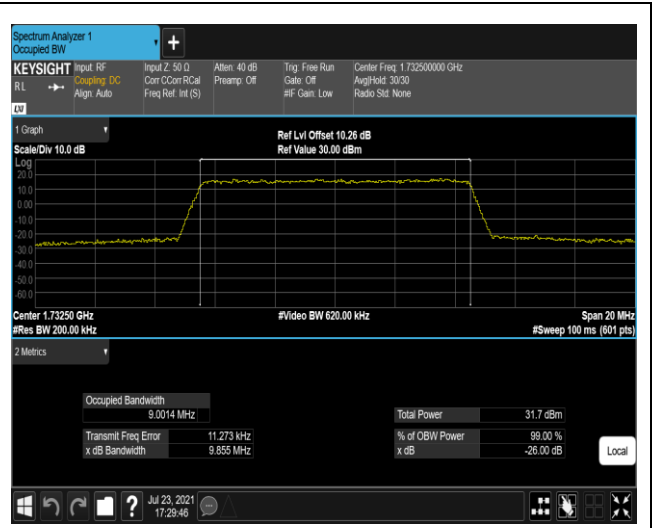 Spectrum Analyzer 1
Occupied BW
+
KEYSIGHT
RL
LXI
Input: RF
Coupling: DC
Align: Auto
Input Z: 50 Ω
Corr CCorr RCal
Freq Ref: Int (S)
Atten: 40 dB
Preamp: Off
Trig: Free Run
Gate: Off
#IF Gain: Low
Center Freq: 1.732500000 GHz
Avg|Hold: 30/30
Radio Std: None
1 Graph
Scale/Div 10.0 dB
Ref Lvl Offset 10.26 dB
Ref Value 30.00 dBm
Log
20.0
10.0
0.00
-10.0
-20.0
-30.0
-40.0
-50.0
-60.0
Center 1.73250 GHz
#Res BW 200.00 kHz
#Video BW 620.00 kHz
Span 20 MHz
#Sweep 100 ms (601 pts)
2 Metrics
Occupied Bandwidth
9.0014 MHz
Transmit Freq Error 11.273 kHz
x dB Bandwidth 9.855 MHz
Total Power 31.7 dBm
% of OBW Power 99.00 %
x dB -26.00 dB
Local
?
Jul 23, 2021
17:29:46